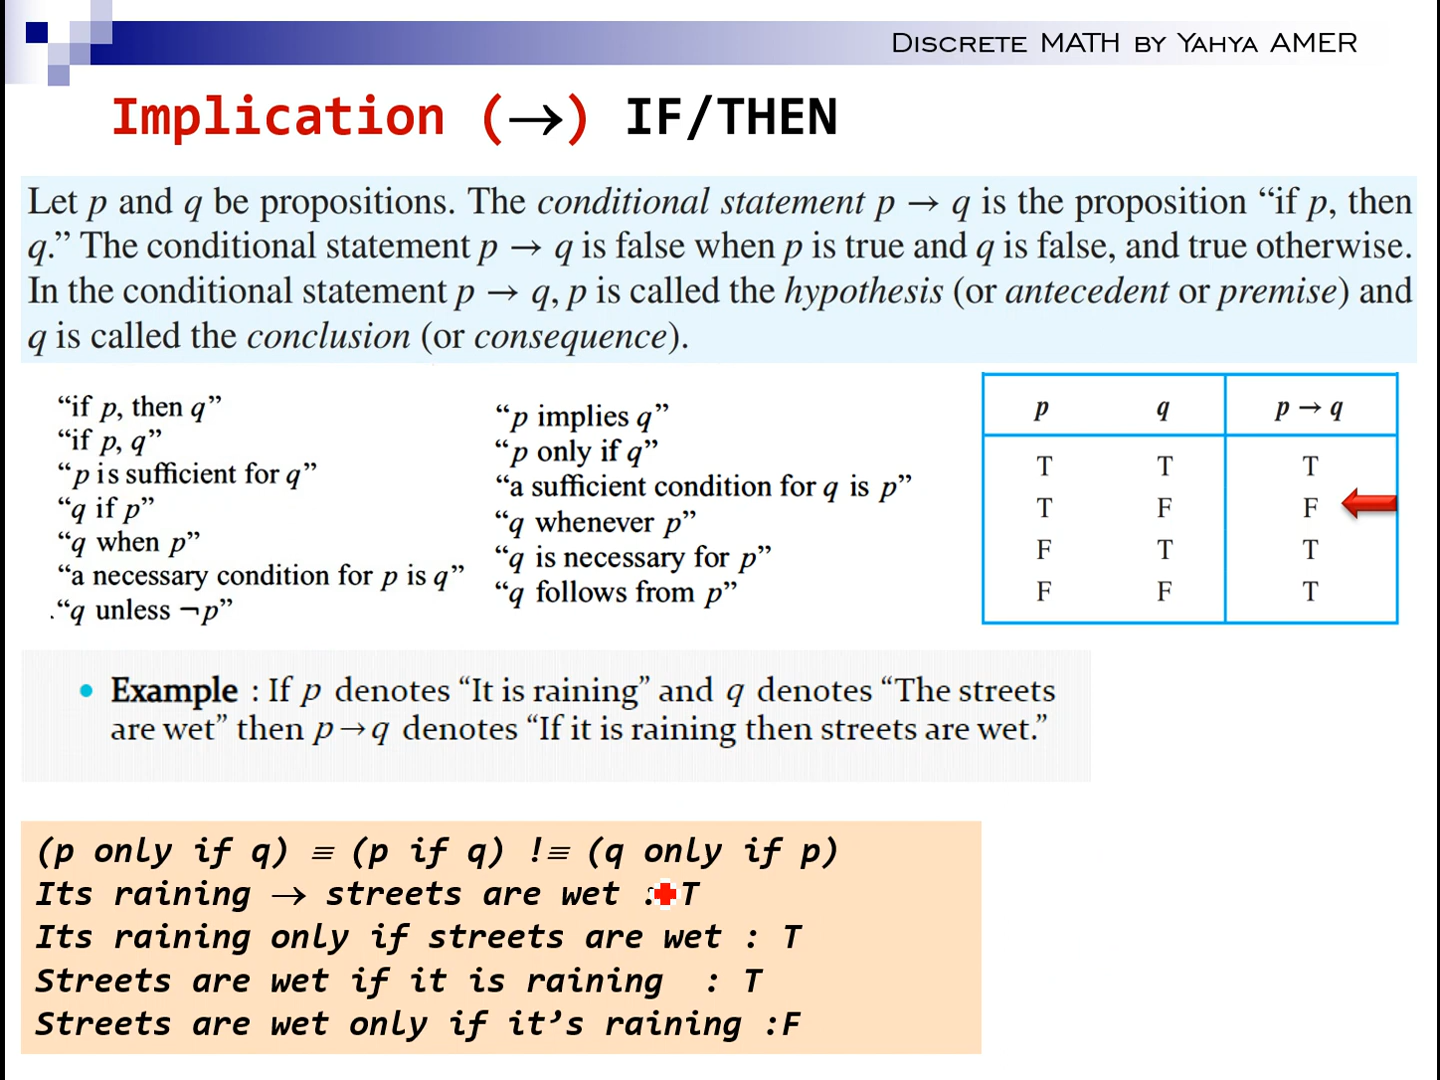 DISCRETE MATH BY YAHYA AMER
Implication (→) IF/THEN
Let p and q be propositions. The conditional statement p → q is the proposition “if p, then
q.” The conditional statement p → q is false when p is true and q is false, and true otherwise.
In the conditional statement p → q, p is called the hypothesis (or antecedent or premise) and
q is called the conclusion (or consequence).
“if p, then q”
“if p, q”
“p is sufficient for q”
“q if p”
“q when p”
“a necessary condition for p is q”
.“q unless ¬p”
“p implies q”
“p only if q”
“a sufficient condition for q is p”
“q whenever p”
“q is necessary for p”
“q follows from p”
p q p → q
T T T
T F F
F T T
F F T
• Example : If p denotes “It is raining” and q denotes “The streets
are wet” then p → q denotes “If it is raining then streets are wet.”
(p only if q) ≡ (p if q) !≡ (q only if p)
Its raining → streets are wet : T
Its raining only if streets are wet : T
Streets are wet if it is raining : T
Streets are wet only if it’s raining :F